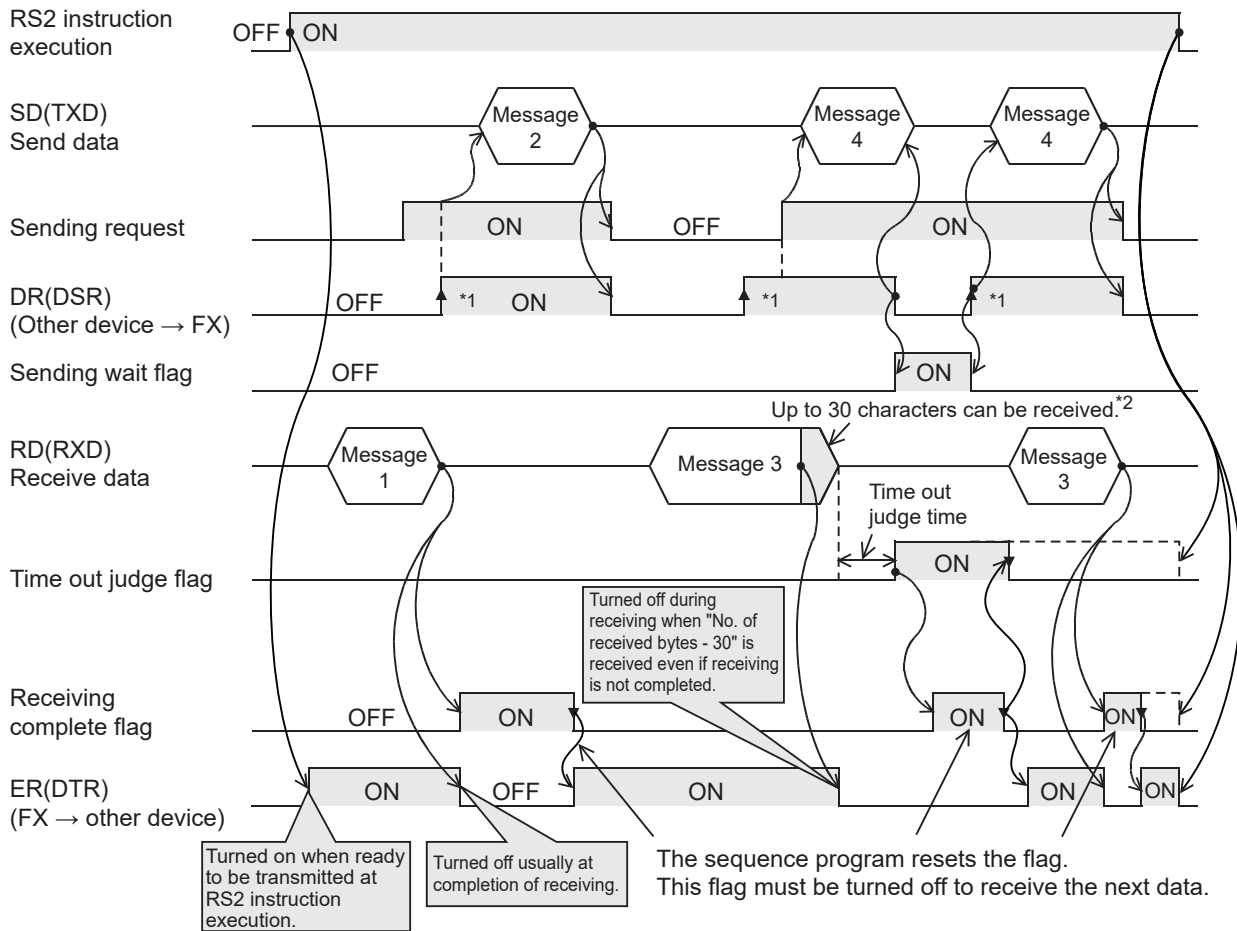 RS2 instruction
execution
OFF
ON
SD(TXD)
Send data
Message
2
Message
4
Message
4
Sending request
ON
OFF
ON
DR(DSR)
(Other device → FX)
OFF
*1
ON
*1
*1
Sending wait flag
OFF
ON
Up to 30 characters can be received.*2
RD(RXD)
Receive data
Message
1
Message 3
Message
3
Time out
judge time
Time out judge flag
ON
Turned off during
receiving when "No. of
received bytes - 30" is
received even if receiving
is not completed.
Receiving
complete flag
OFF
ON
ON
ON
ER(DTR)
(FX → other device)
ON
OFF
ON
ON
ON
Turned on when ready
to be transmitted at
RS2 instruction
execution.
Turned off usually at
completion of receiving.
The sequence program resets the flag.
This flag must be turned off to receive the next data.